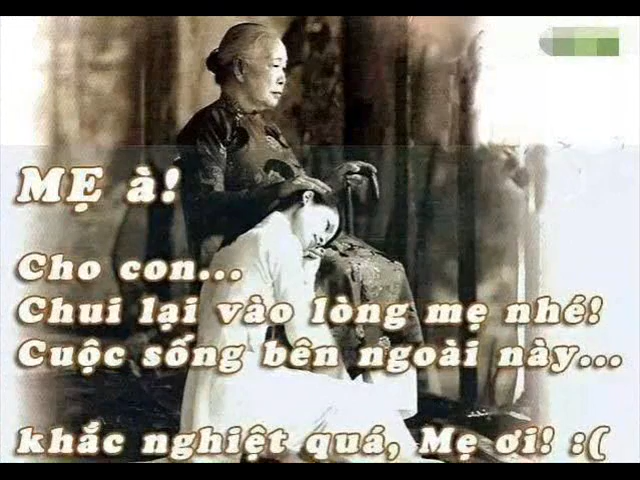 MẸ à!
Cho con...
Chui lại vào lòng mẹ nhé!
Cuộc sống bên ngoài này...
khắc nghiệt quá, Mẹ ơi! :(